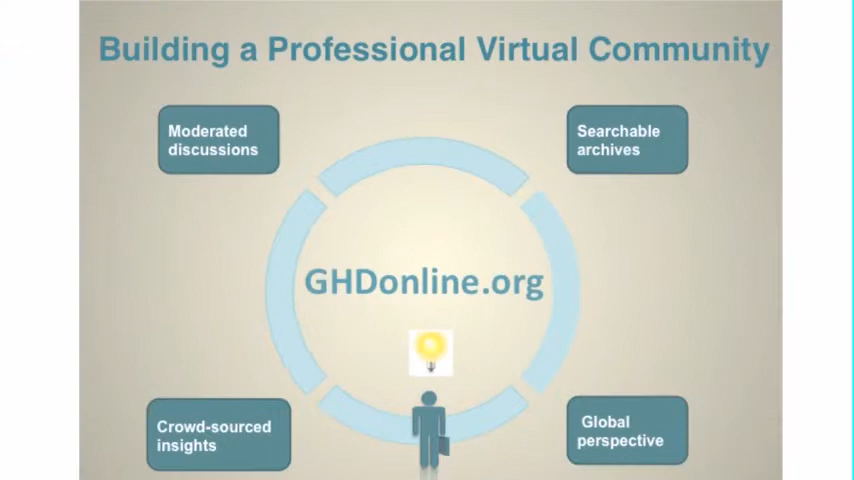 Building a Professional Virtual Community
Moderated
discussions
Searchable
archives
GHDonline.org
Crowd-sourced
insights
Global
perspective